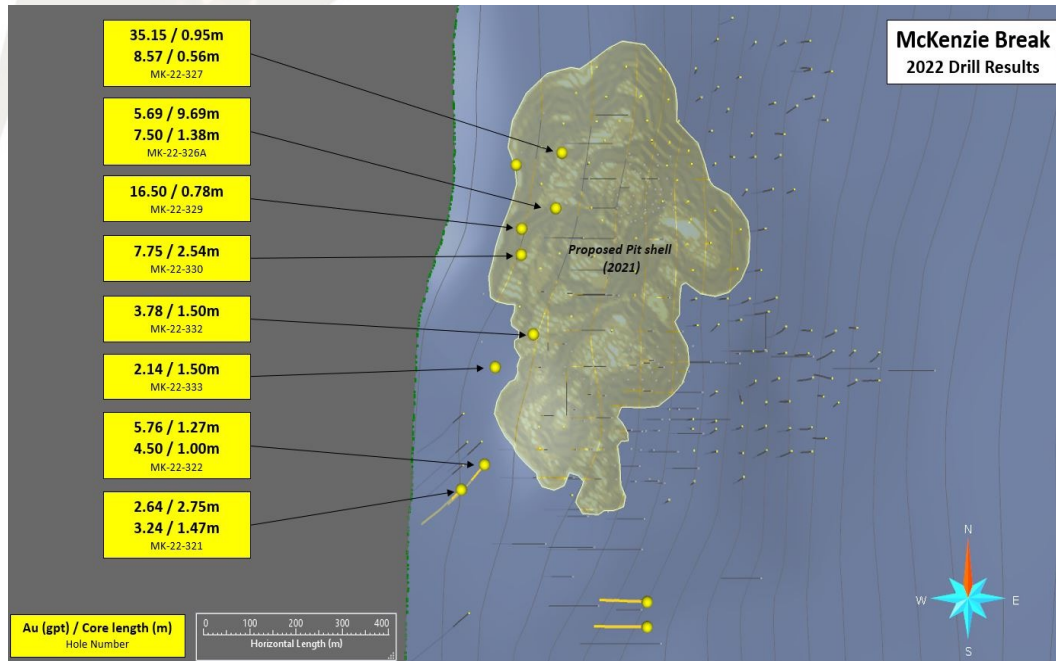 McKenzie Break
2022 Drill Results
35.15 / 0.95m
8.57 / 0.56m
MK-22-327
5.69 / 9.69m
7.50 / 1.38m
MK-22-326A
16.50 / 0.78m
MK-22-329
7.75 / 2.54m
MK-22-330
3.78 / 1.50m
MK-22-332
2.14 / 1.50m
MK-22-333
5.76 / 1.27m
4.50 / 1.00m
MK-22-322
2.64 / 2.75m
3.24 / 1.47m
MK-22-321
Proposed Pit shell
(2021)
Au (gpt) / Core length (m)
Hole Number
0 100 200 300 400
Horizontal Length (m)
N
W E
S